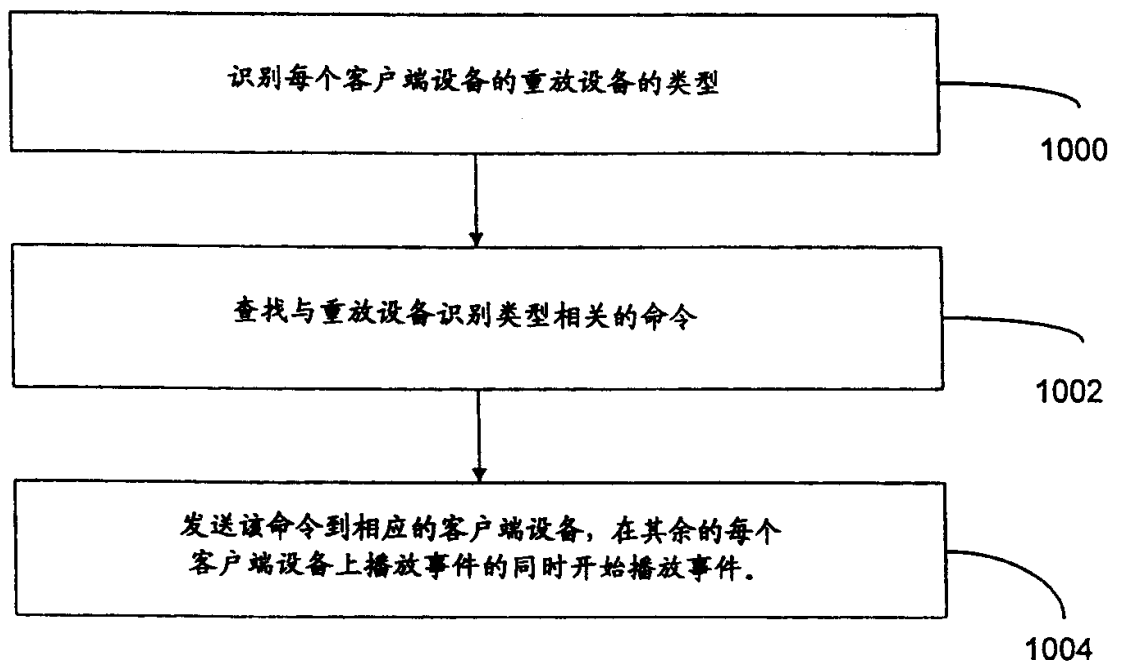 识别每个客户端设备的重放设备的类型
1000
查找与重放设备识别类型相关的命令
1002
发送该命令到相应的客户端设备，在其余的每个
客户端设备上播放事件的同时开始播放事件。
1004